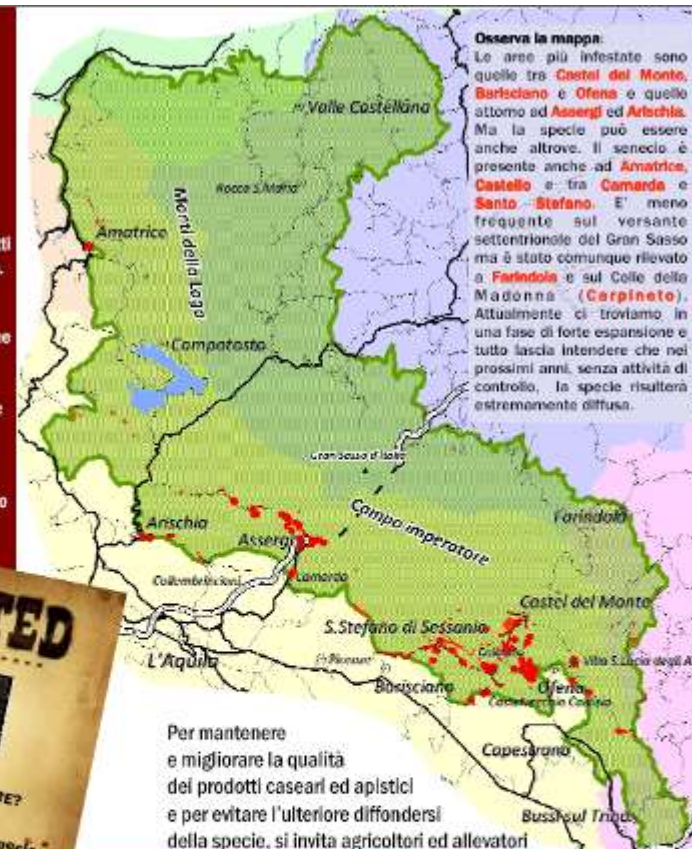 Osserva la mappa:
Le aree più infestate sono
quelle tra Castel del Monte,
Barisciano e Ofena e quelle
attorno ad Assergi ed Arischia.
Ma la specie può essere
anche altrove. Il senecio è
presente anche ad Amatrice,
Castello e tra Camarda e
Santo Stefano. E' meno
frequente sul versante
settentrionale del Gran Sasso
ma è stato comunque rilevato
a Farindola e sul Colle della
Madonna (Carpineto).
Attualmente ci troviamo in
una fase di forte espansione e
tutto lascia intendere che nei
prossimi anni, senza attività di
controllo, la specie risulterà
estremamente diffusa.
Valle Castellana
Rocca S.Maria
Monti della Laga
Amatrice
Campotosto
Gran Sasso d'Italia
Campo Imperatore
Farindola
Arischia
Assergi
Collebrincioni
Camarda
Castel del Monte
S.Stefano di Sessanio
L'Aquila
Villa S.Lucia degli A
Barisciano
Ofena
Capestrano
Bussi sul Tirino
TED
Per mantenere
e migliorare la qualità
dei prodotti caseari ed apistici
e per evitare l'ulteriore diffondersi
della specie, si invita agricoltori ed allevatori